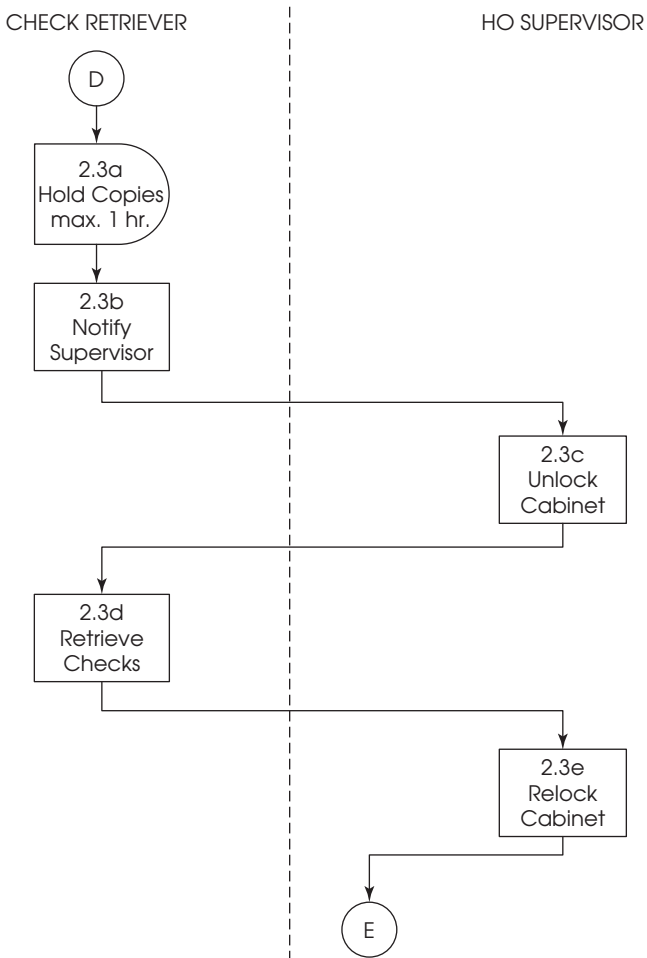 CHECK RETRIEVER
HO SUPERVISOR
D
2.3a
Hold Copies
max. 1 hr.
2.3b
Notify
Supervisor
2.3c
Unlock
Cabinet
2.3d
Retrieve
Checks
2.3e
Relock
Cabinet
E